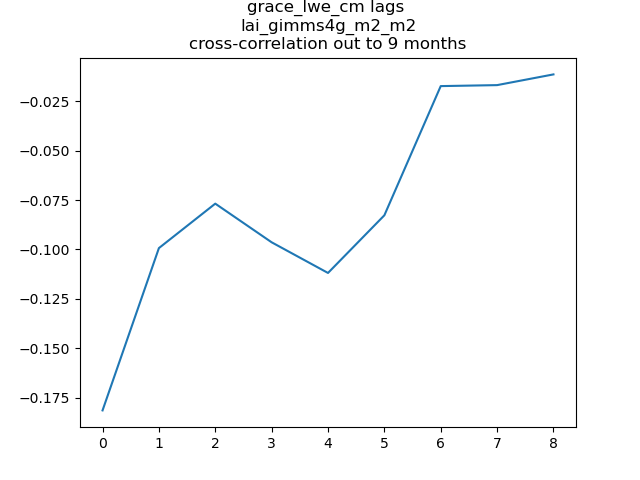 grace_lwe_cm lags
lai_gimms4g_m2_m2
cross-correlation out to 9 months
−0.025
−0.050
−0.075
−0.100
−0.125
−0.150
−0.175
0 1 2 3 4 5 6 7 8